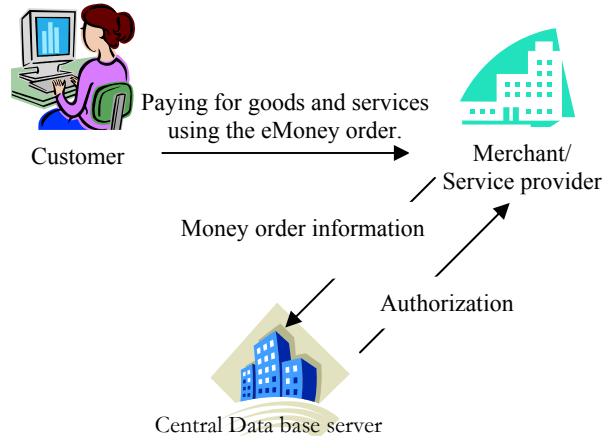 Paying for goods and services
using the eMoney order.
Customer
Merchant/
Service provider
Money order information
Authorization
Central Data base server